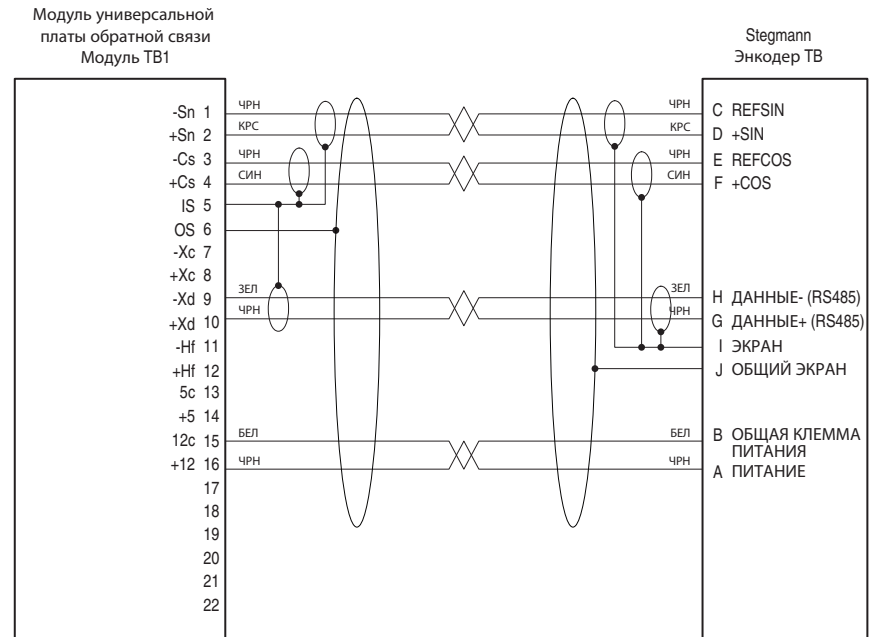 Модуль универсальной
платы обратной связи
Модуль TB1
Stegmann
Энкодер ТВ
-Sn 1 ЧРН ЧРН C REFSIN
+Sn 2 КРС КРС D +SIN
-Cs 3 ЧРН ЧРН E REFCOS
+Cs 4 СИН СИН F +COS
IS 5
OS 6
-Xc 7
+Xc 8
-Xd 9 ЗЕЛ ЗЕЛ H ДАННЫЕ- (RS485)
+Xd 10 ЧРН ЧРН G ДАННЫЕ+ (RS485)
-Hf 11 I ЭКРАН
+Hf 12 J ОБЩИЙ ЭКРАН
5c 13
+5 14
12c 15 БЕЛ БЕЛ B ОБЩАЯ КЛЕММА
ПИТАНИЯ
+12 16 ЧРН ЧРН A ПИТАНИЕ
17
18
19
20
21
22